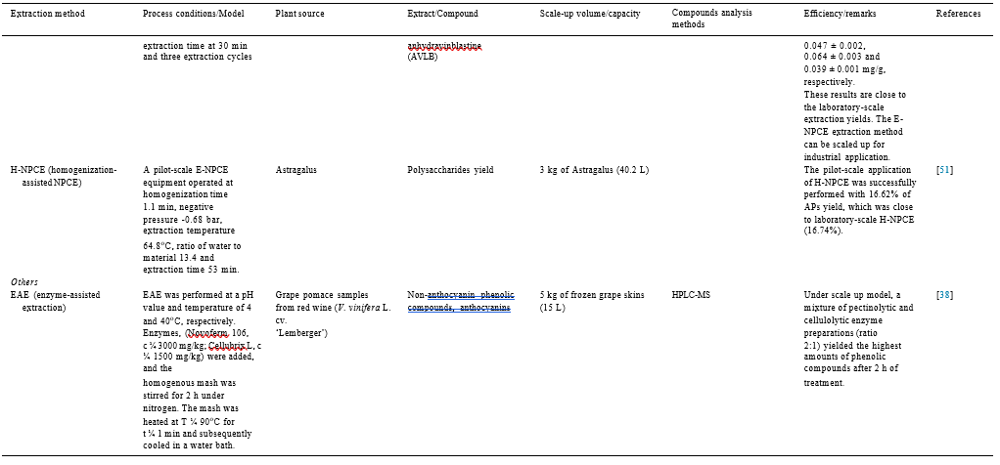 Extraction method Process conditions/Model Plant source Extract/Compound Scale-up volume/capacity Compounds analysis methods Efficiency/remarks References
extraction time at 30 min
and three extraction cycles
anhydravinblastine
(AVLB)
0.047 ± 0.002,
0.064 ± 0.003 and
0.039 ± 0.001 mg/g,
respectively.
These results are close to
the laboratory-scale
extraction yields. The E-
NPCE extraction method
can be scaled up for
industrial application.
H-NPCE (homogenization-
assisted NPCE)
A pilot-scale E-NPCE
equipment operated at
homogenization time
1.1 min, negative
pressure -0.68 bar,
extraction temperature
64.8°C, ratio of water to
material 13.4 and
extraction time 53 min.
Astragalus
Polysaccharides yield
3 kg of Astragalus (40.2 L)
The pilot-scale application
of H-NPCE was successfully
performed with 16.62% of
APs yield, which was close
to laboratory-scale H-NPCE
(16.74%).
[51]
Others
EAE (enzyme-assisted
extraction)
EAE was performed at a pH
value and temperature of 4
and 40°C, respectively.
Enzymes, (Novoferm 106,
c ¼ 3000 mg/kg; Cellubrix L, c
¼ 1500 mg/kg) were added,
and the
homogenous mash was
stirred for 2 h under
nitrogen. The mash was
heated at T ¼ 90°C for
t ¼ 1 min and subsequently
cooled in a water bath.
Grape pomace samples
from red wine (V. vinifera L.
cv.
‘Lemberger’)
Non-anthocyanin phenolic
compounds, anthocyanins
5 kg of frozen grape skins
(15 L)
HPLC-MS
Under scale up model, a
mixture of pectinolytic and
cellulolytic enzyme
preparations (ratio
2:1) yielded the highest
amounts of phenolic
compounds after 2 h of
treatment.
[38]